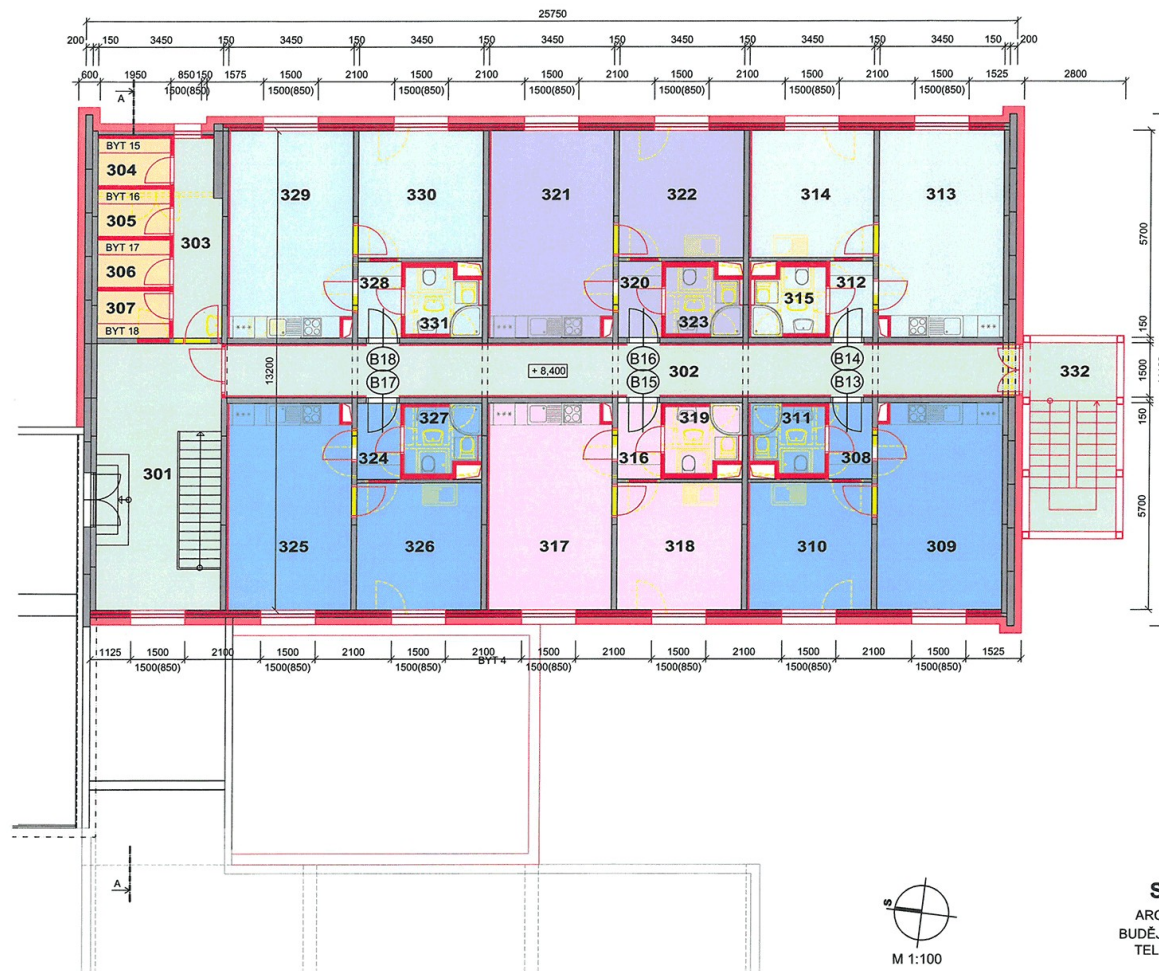 25750
200 150 3450 150 3450 150 3450 150 3450 150 3450 150 3450 150 200
600 1950 850 150 1575 1500 2100 1500 2100 1500 2100 1500 2100 1500 2100 1500 1525 2800
1500(850) 1500(850) 1500(850) 1500(850) 1500(850) 1500(850) 1500(850)
A
BYT 15
304
BYT 16
305
BYT 17
306
307
BYT 18
303
329 330 321 322 314 313
328 331 320 323 315 312
5700
150
B18 B16 B14
13200 + 8,400 302 332
1500
B17 B15 B13
150
301
327 319 311
324 316 308
325 326 317 318 310 309
5700
1125 1500 2100 1500 2100 1500 2100 1500 2100 1500 2100 1500 2100 1500 1525
1500(850) 1500(850) 1500(850) 1500(850) 1500(850) 1500(850) 1500(850)
BYT 4
A
S
M 1:100
S
ARC
BUDĚJ
TEL